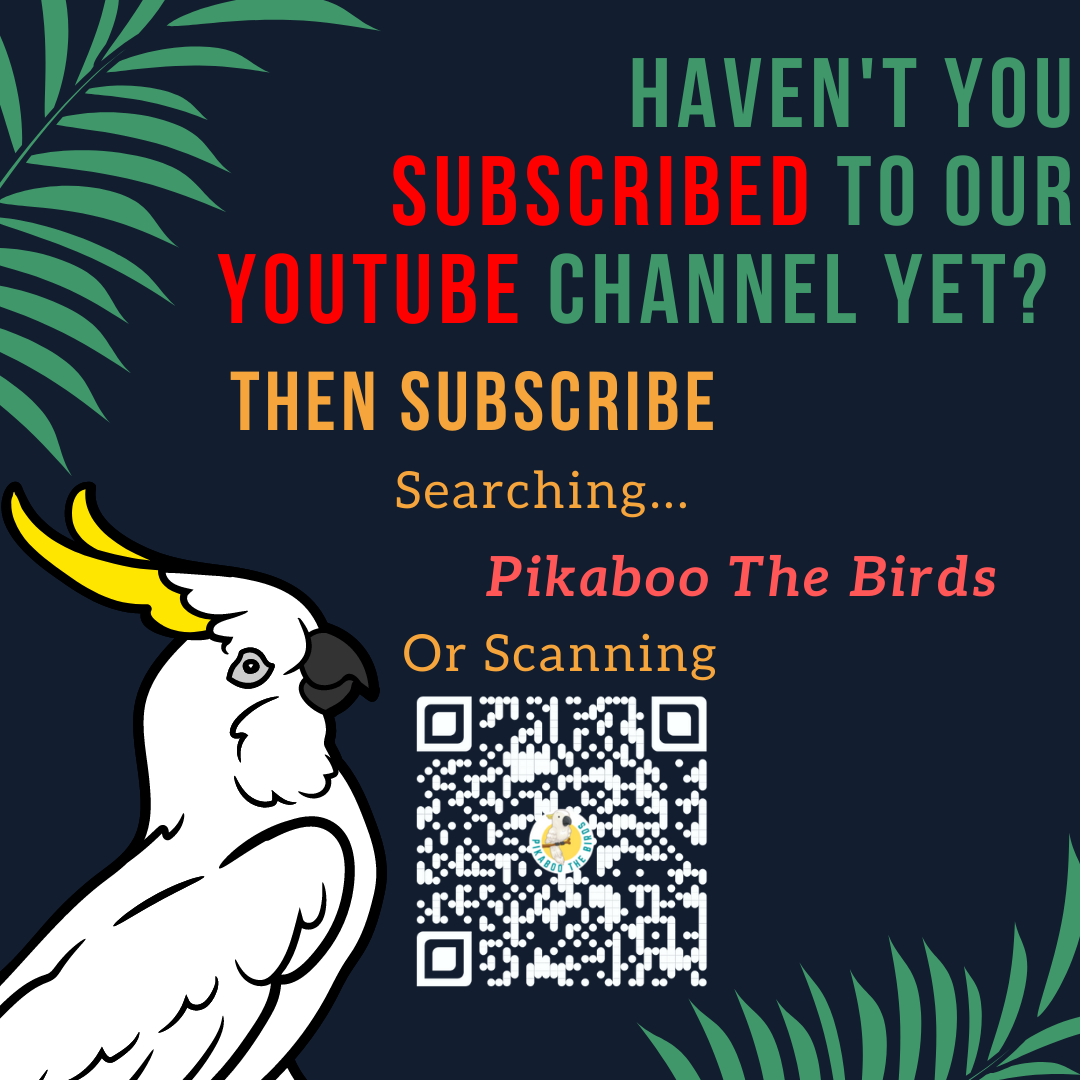 HAVEN'T YOU
SUBSCRIBED TO OUR
YOUTUBE CHANNEL YET?
THEN SUBSCRIBE
Searching...
Pikaboo The Birds
Or Scanning
PIKABOO THE BIRDS